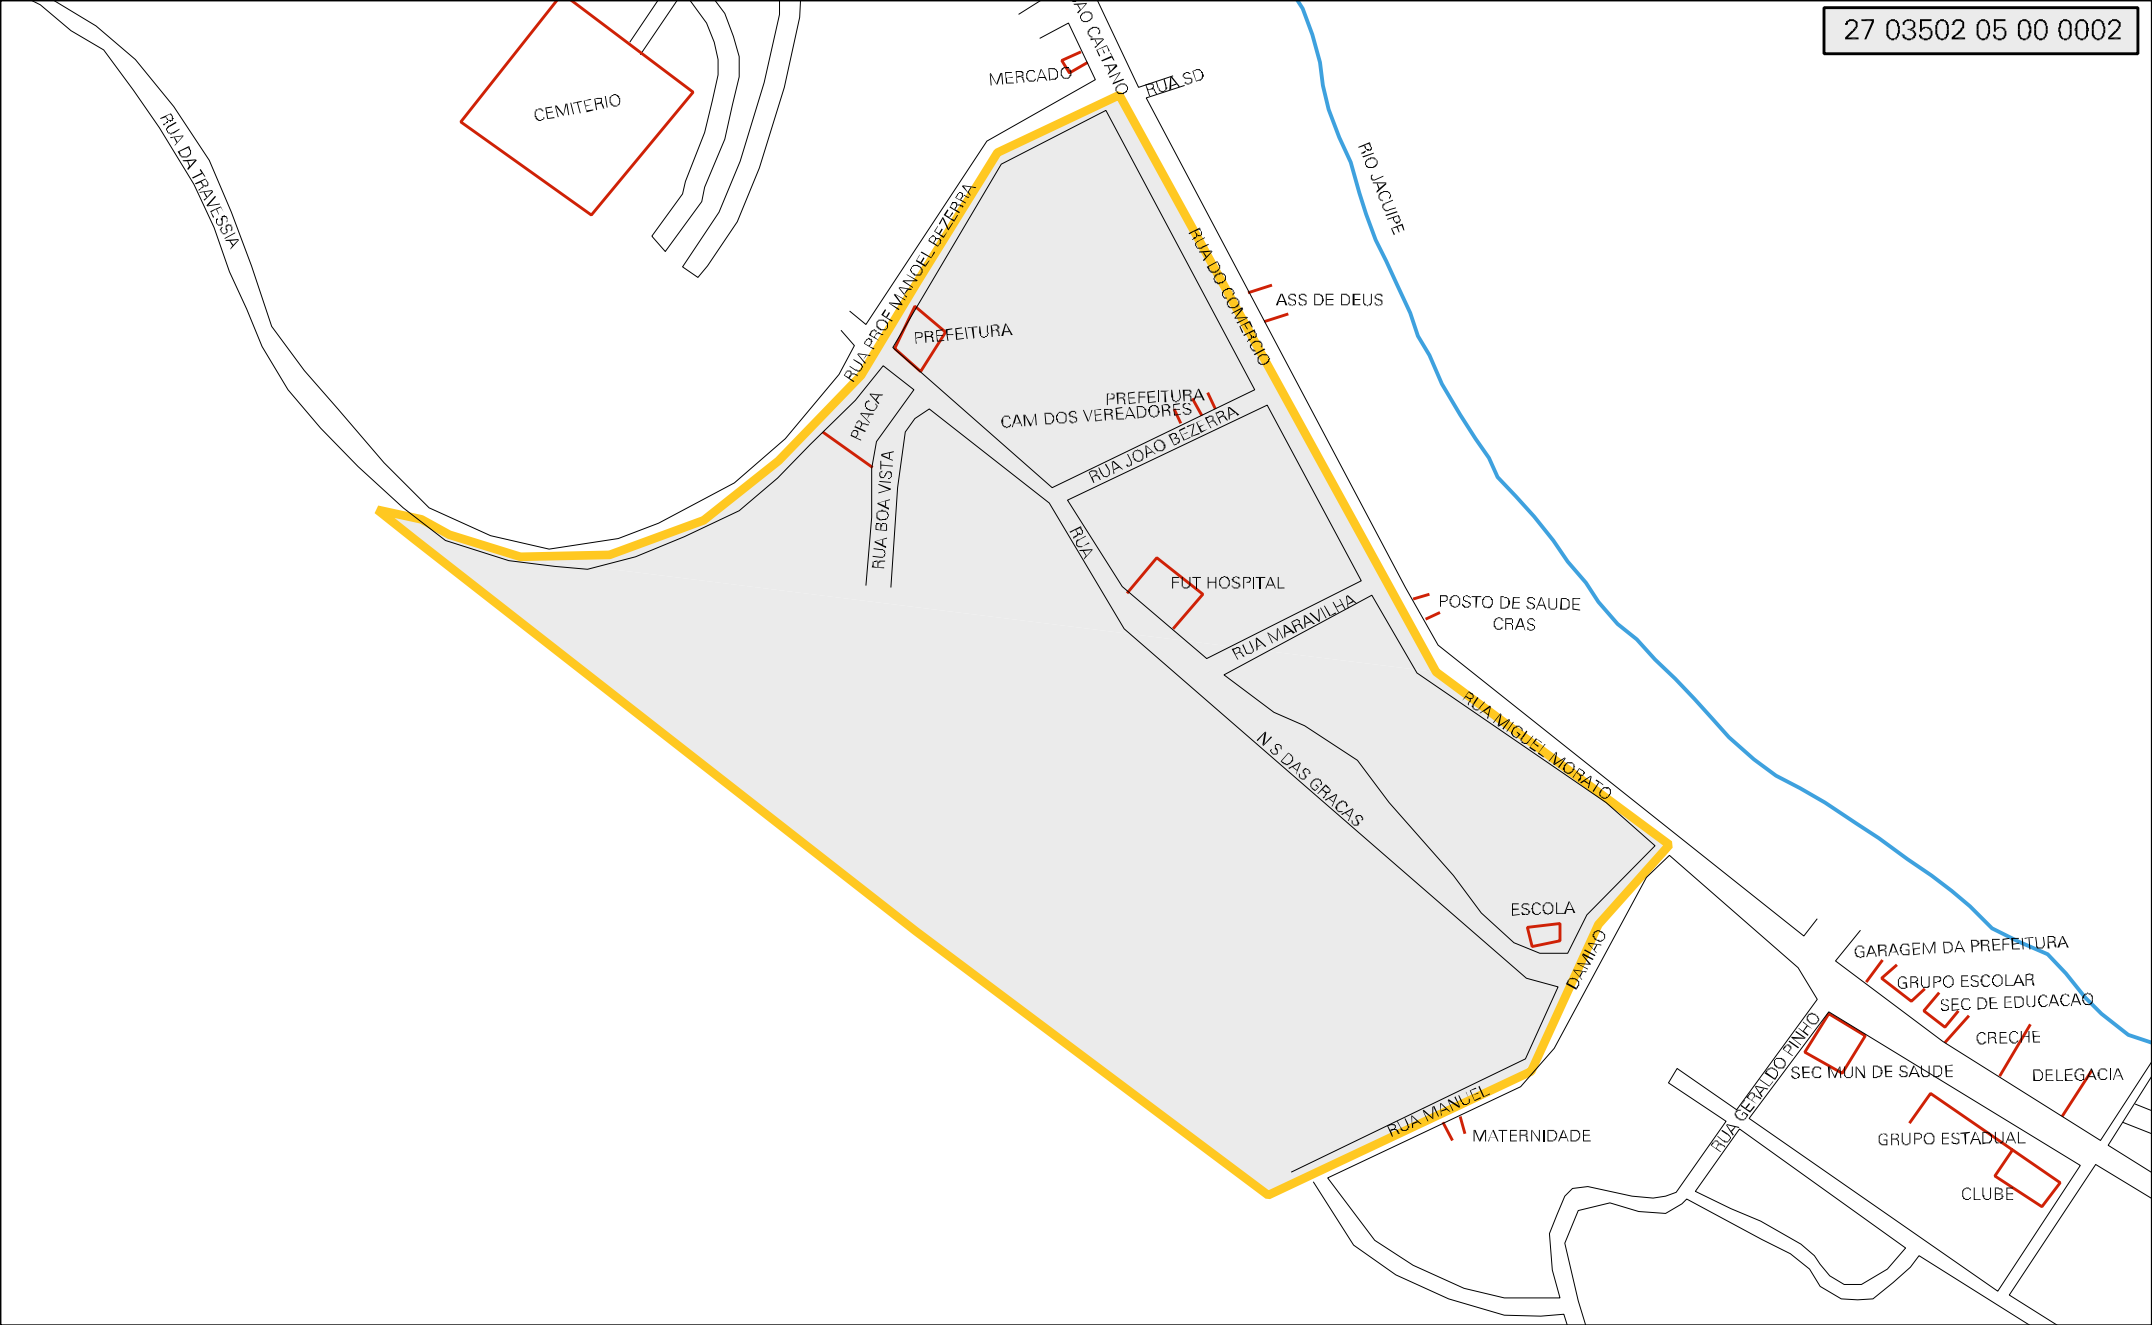 27 03502 05 00 0002
AO CAETANO
MERCADO
RUA SD
CEMITERIO
RUA DA TRAVESSIA
RIO JACUIPE
RUA PROF MANOEL BEZERRA
RUA DO COMERCIO
ASS DE DEUS
PREFEITURA
PRACA
PREFEITURA
CAM DOS VEREADORES
RUA JOAO BEZERRA
RUA BOA VISTA
RUA
FUT HOSPITAL
RUA MARAVILHA
POSTO DE SAUDE
CRAS
RUA MIGUEL MORATO
N S DAS GRACAS
ESCOLA
DAMIAO
GARAGEM DA PREFEITURA
GRUPO ESCOLAR
SEC DE EDUCACAO
CRECHE
SEC MUN DE SAUDE
DELEGACIA
RUA GERALDO PINHO
RUA MANUEL
MATERNIDADE
GRUPO ESTADUAL
CLUBE